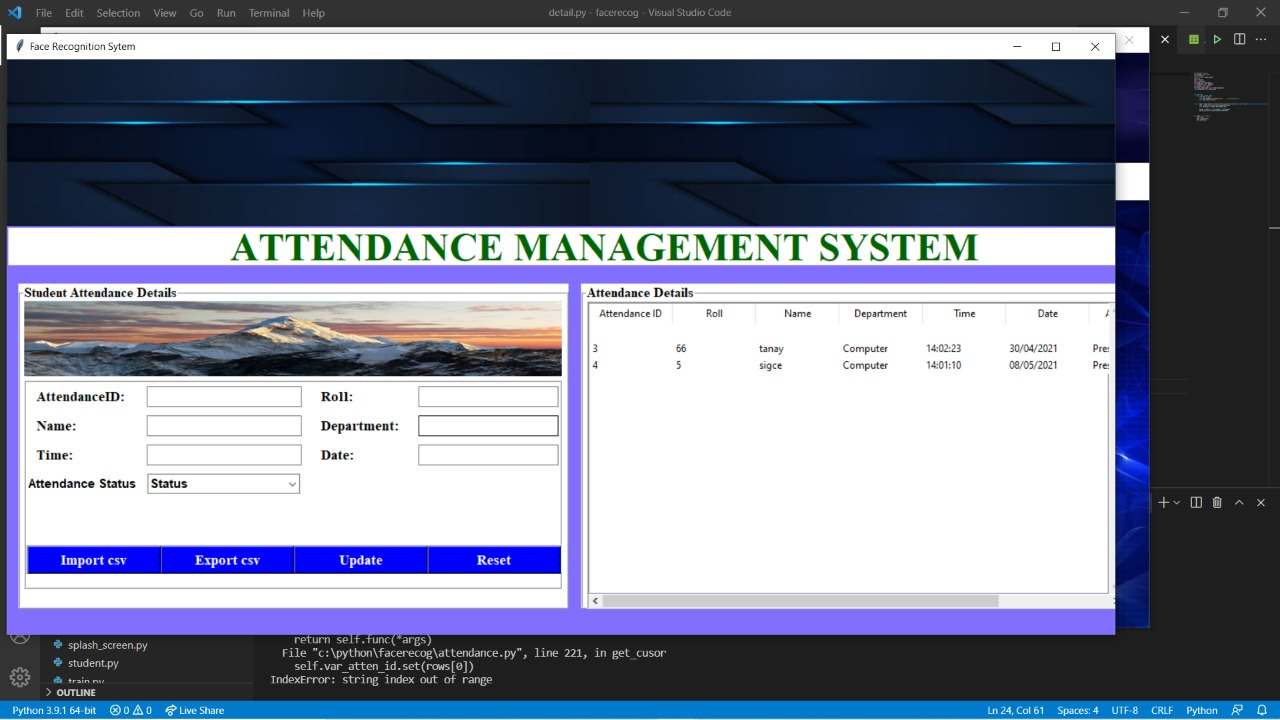 File Edit Selection View Go Run Terminal Help
detail.py - facerecog - Visual Studio Code
Face Recognition Sytem
ATTENDANCE MANAGEMENT SYSTEM
Student Attendance Details
AttendanceID:
Roll:
Name:
Department:
Time:
Date:
Attendance Status
Status
Import csv
Export csv
Update
Reset
Attendance Details
Attendance ID Roll Name Department Time Date
3 66 tanay Computer 14:02:23 30/04/2021 Pre
4 5 sigce Computer 14:01:10 08/05/2021 Pre
splash_screen.py
student.py
train.py
OUTLINE
return self.func(*args)
File "c:\python\facerecog\attendance.py", line 221, in get_cusor
self.var_atten_id.set(rows[0])
IndexError: string index out of range
Python 3.9.1 64-bit 0 0 Live Share
Ln 24, Col 61 Spaces: 4 UTF-8 CRLF Python